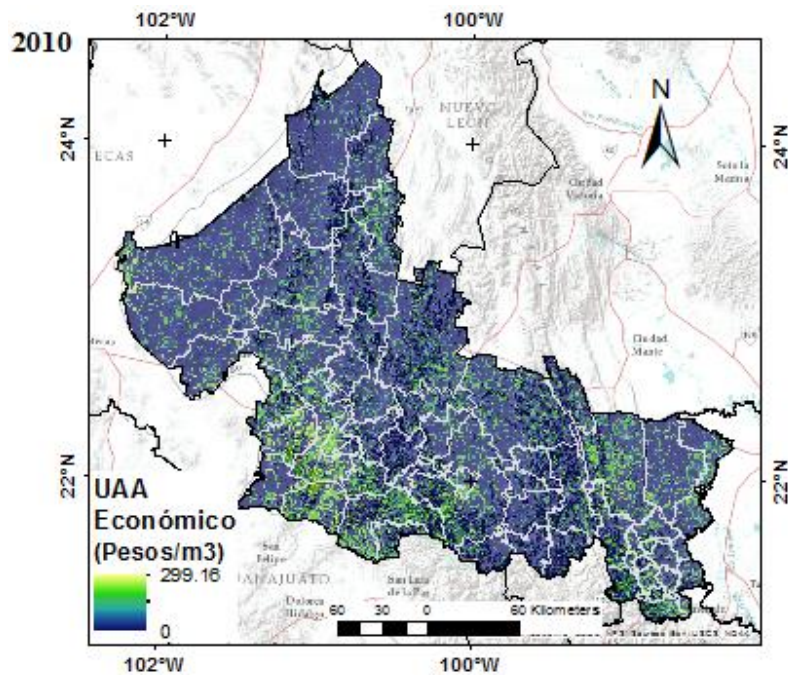 102°W 100°W
2010
N
NUEVO
LEÓN
24°N 24°N
ECAS
Soto la
Marina
Ciudad
Victoria
Ciudad
Mante
22°N 22°N
UAA
Económico
(Pesos/m3)
299.16
0
San
Felipe
ANAJUATO
San Luis
de la Paz
Dolores
Hidalgo
60 30 0 60 Kilometers
102°W 100°W